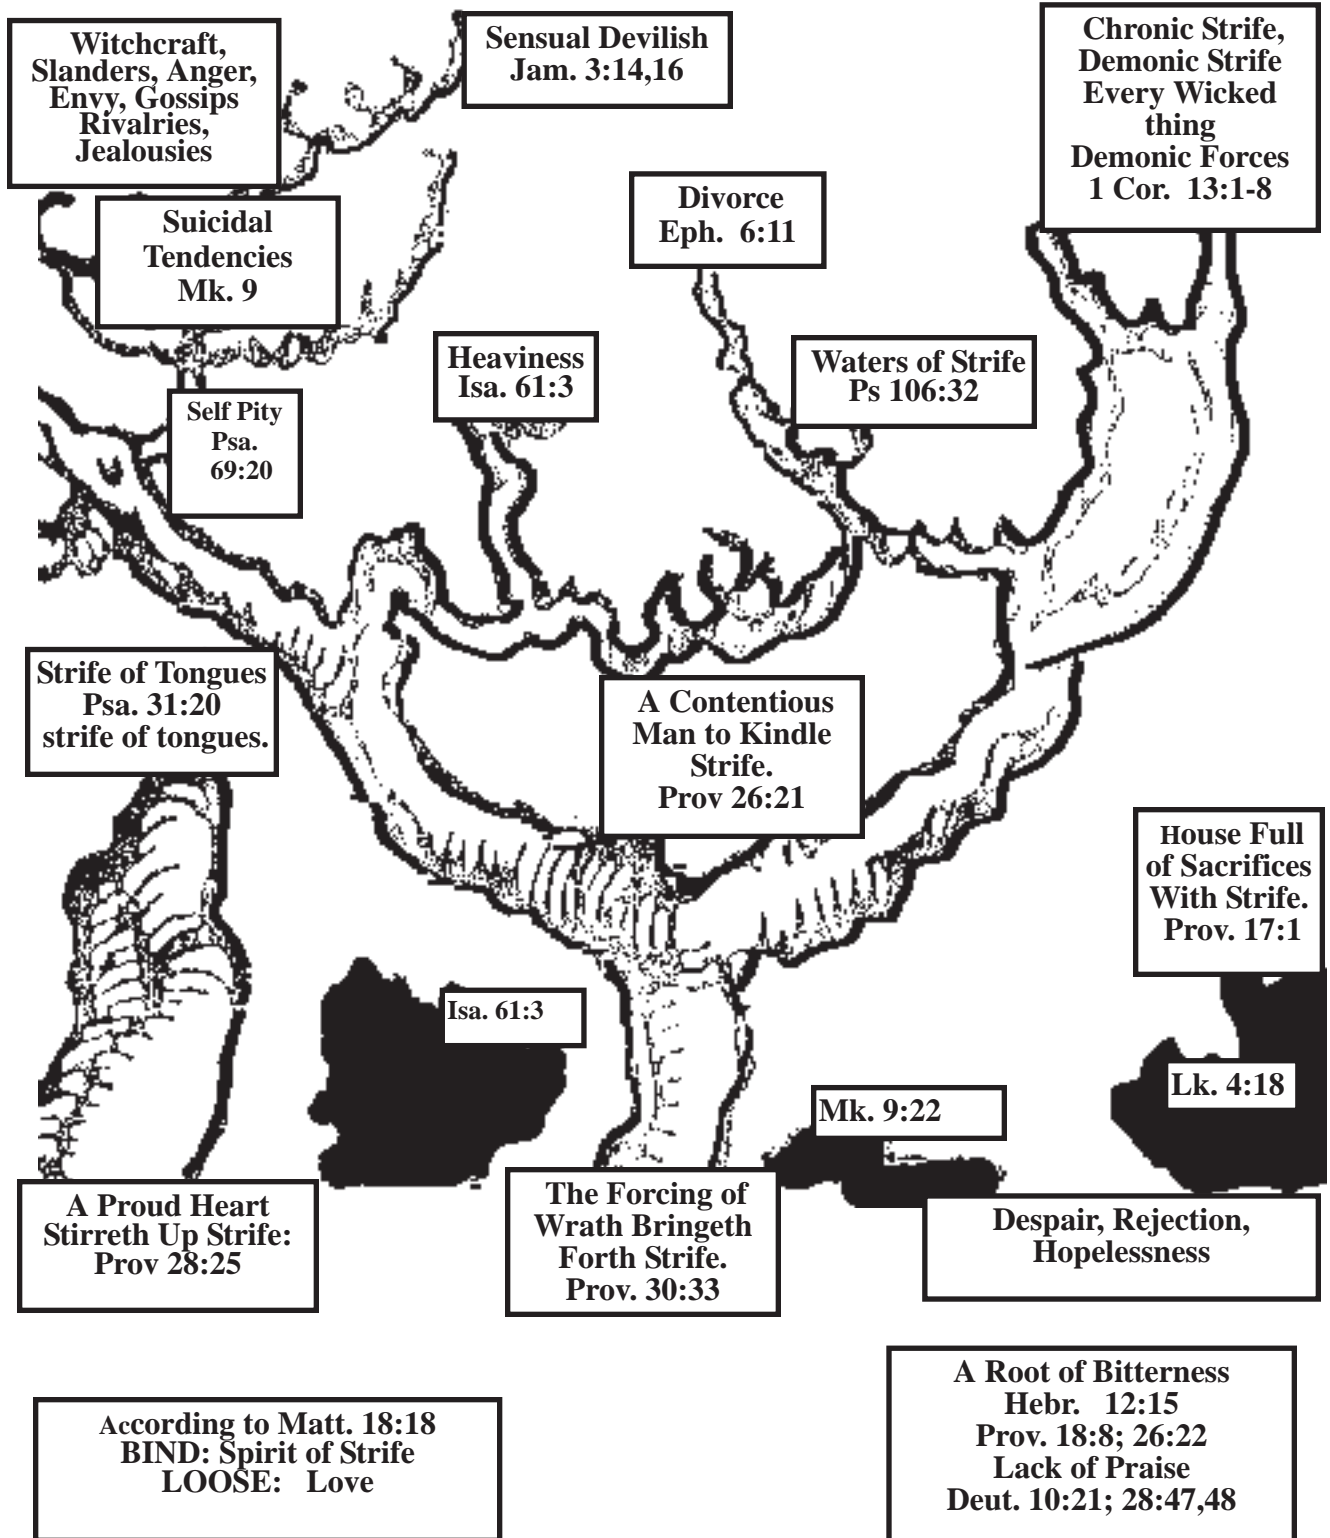 Witchcraft,
Slanders, Anger,
Envy, Gossips
Rivalries,
Jealousies
Sensual Devilish
Jam. 3:14,16
Chronic Strife,
Demonic Strife
Every Wicked
thing
Demonic Forces
1 Cor. 13:1-8
Suicidal
Tendencies
Mk. 9
Divorce
Eph. 6:11
Heaviness
Isa. 61:3
Waters of Strife
Ps 106:32
Self Pity
Psa.
69:20
Strife of Tongues
Psa. 31:20
strife of tongues.
A Contentious
Man to Kindle
Strife.
Prov 26:21
House Full
of Sacrifices
With Strife.
Prov. 17:1
Isa. 61:3
Lk. 4:18
Mk. 9:22
A Proud Heart
Stirreth Up Strife:
Prov 28:25
The Forcing of
Wrath Bringeth
Forth Strife.
Prov. 30:33
Despair, Rejection,
Hopelessness
According to Matt. 18:18
BIND: Spirit of Strife
LOOSE: Love
A Root of Bitterness
Hebr. 12:15
Prov. 18:8; 26:22
Lack of Praise
Deut. 10:21; 28:47,48